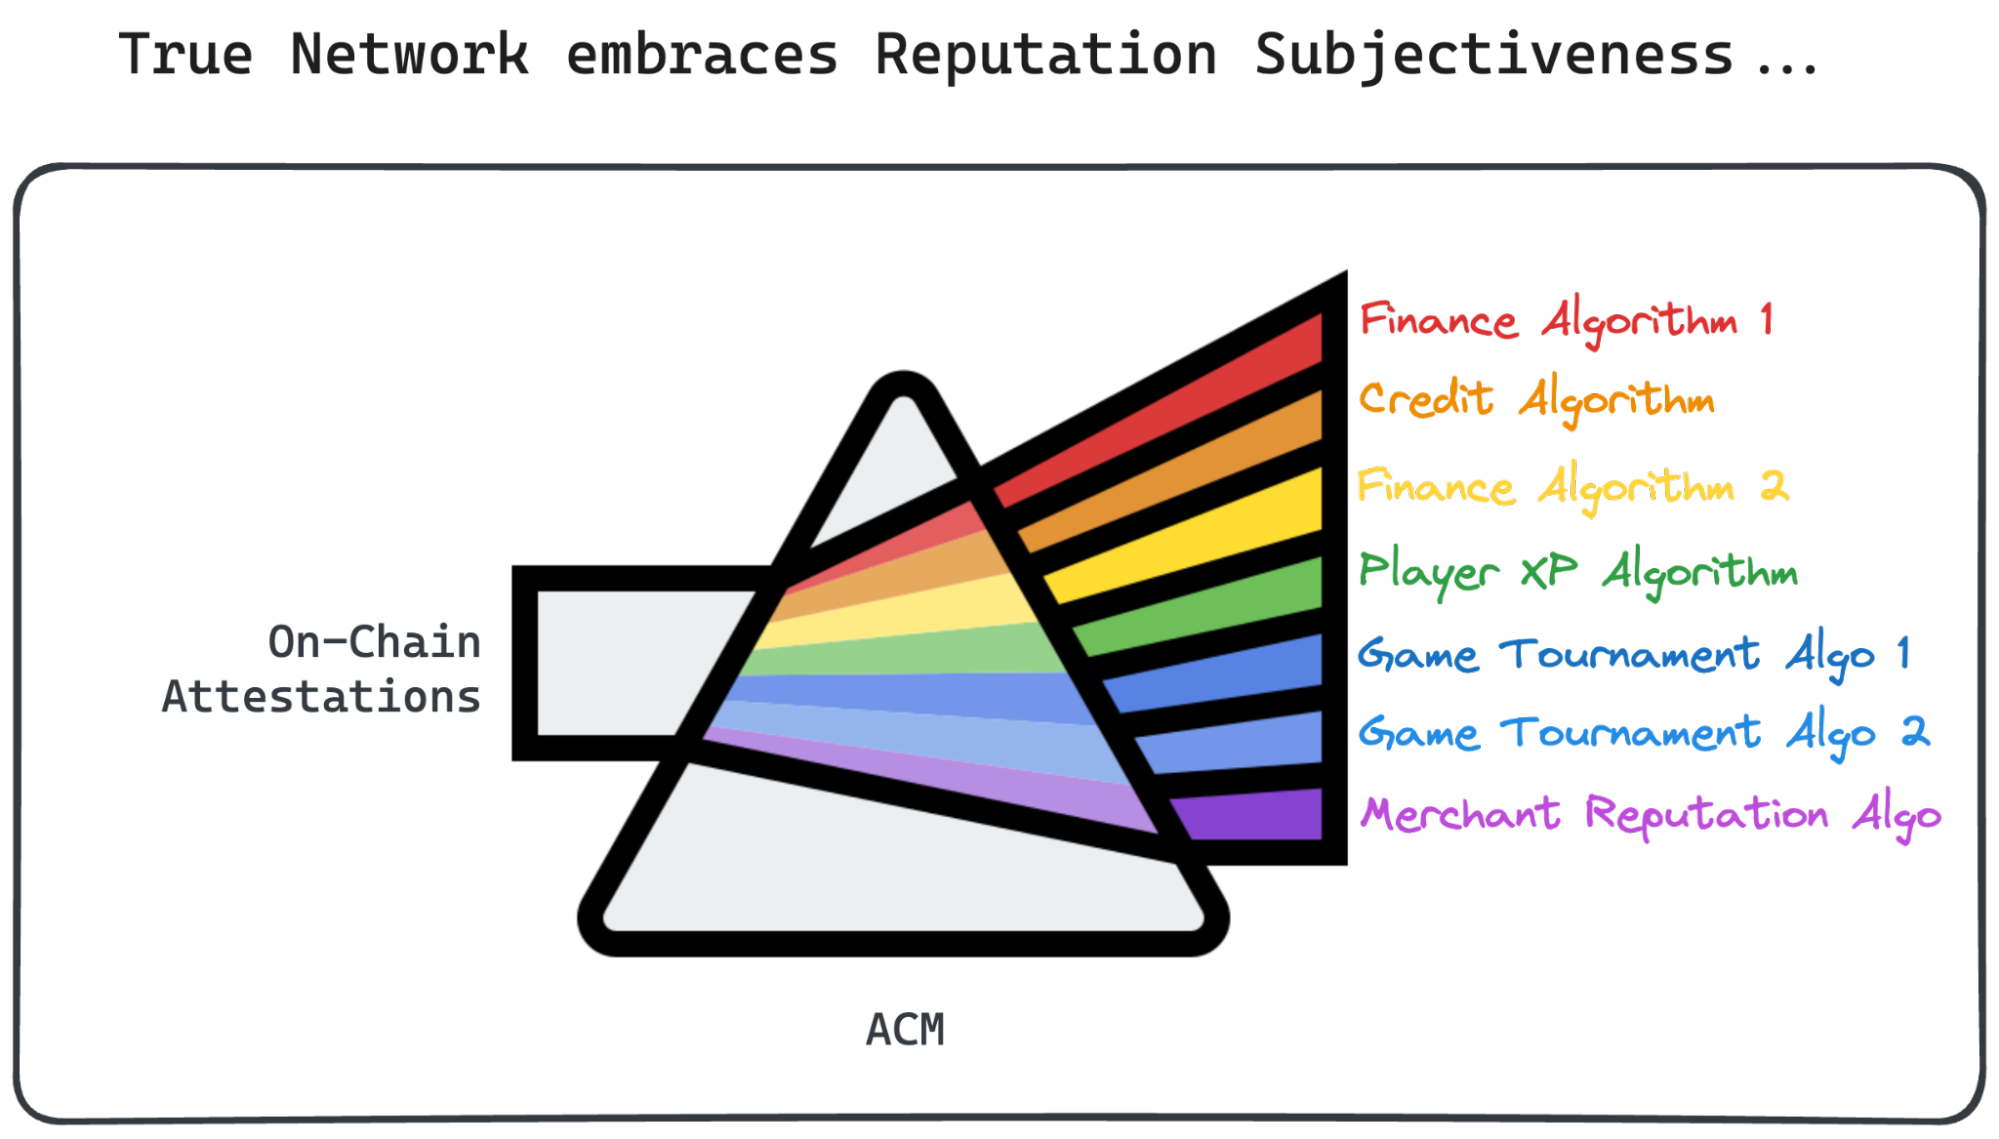 True Network embraces Reputation Subjectiveness...
Finance Algorithm 1
Credit Algorithm
Finance Algorithm 2
Player XP Algorithm
On-Chain
Attestations
Game Tournament Algo 1
Game Tournament Algo 2
Merchant Reputation Algo
ACM